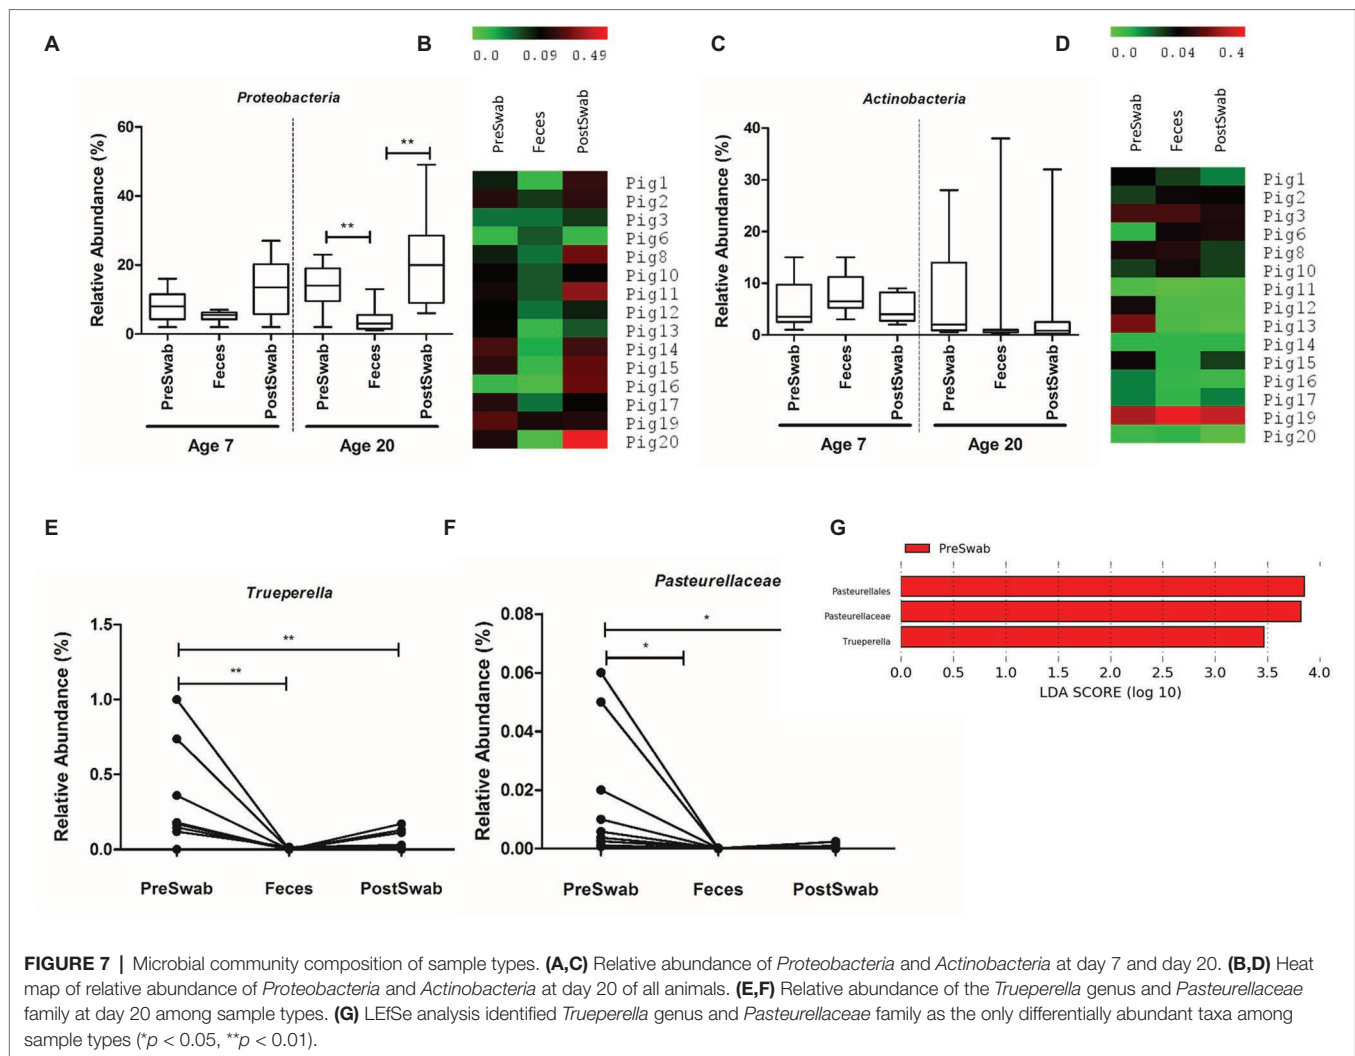 A
Proteobacteria
Relative Abundance (%)
60
40
20
0
**
**
PreSwab
Feces
PostSwab
PreSwab
Feces
PostSwab
Age 7
Age 20
B
0.0 0.09 0.49
PreSwab
Feces
PostSwab
Pig1
Pig2
Pig3
Pig6
Pig8
Pig10
Pig11
Pig12
Pig13
Pig14
Pig15
Pig16
Pig17
Pig19
Pig20
C
Actinobacteria
Relative Abundance (%)
40
30
20
10
0
PreSwab
Feces
PostSwab
PreSwab
Feces
PostSwab
Age 7
Age 20
D
0.0 0.04 0.4
PreSwab
Feces
PostSwab
Pig1
Pig2
Pig3
Pig6
Pig8
Pig10
Pig11
Pig12
Pig13
Pig14
Pig15
Pig16
Pig17
Pig19
Pig20
E
Trueperella
Relative Abundance (%)
1.5
1.0
0.5
0.0
**
**
PreSwab Feces PostSwab
F
Pasteurellaceae
Relative Abundance (%)
0.08
0.06
0.04
0.02
0.00
*
*
PreSwab Feces PostSwab
G
PreSwab
Pasteurellales
Pasteurellaceae
Trueperella
0.0 0.5 1.0 1.5 2.0 2.5 3.0 3.5 4.0
LDA SCORE (log 10)
FIGURE 7 | Microbial community composition of sample types. (A,C) Relative abundance of Proteobacteria and Actinobacteria at day 7 and day 20. (B,D) Heat
map of relative abundance of Proteobacteria and Actinobacteria at day 20 of all animals. (E,F) Relative abundance of the Trueperella genus and Pasteurellaceae
family at day 20 among sample types. (G) LEfSe analysis identified Trueperella genus and Pasteurellaceae family as the only differentially abundant taxa among
sample types (*p < 0.05, **p < 0.01).